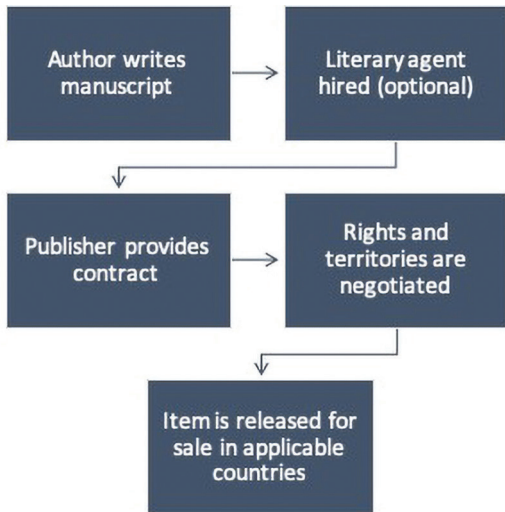 Author writes
manuscript
Literary agent
hired (optional)
Publisher provides
contract
Rights and
territories are
negotiated
Item is released for
sale in applicable
countries